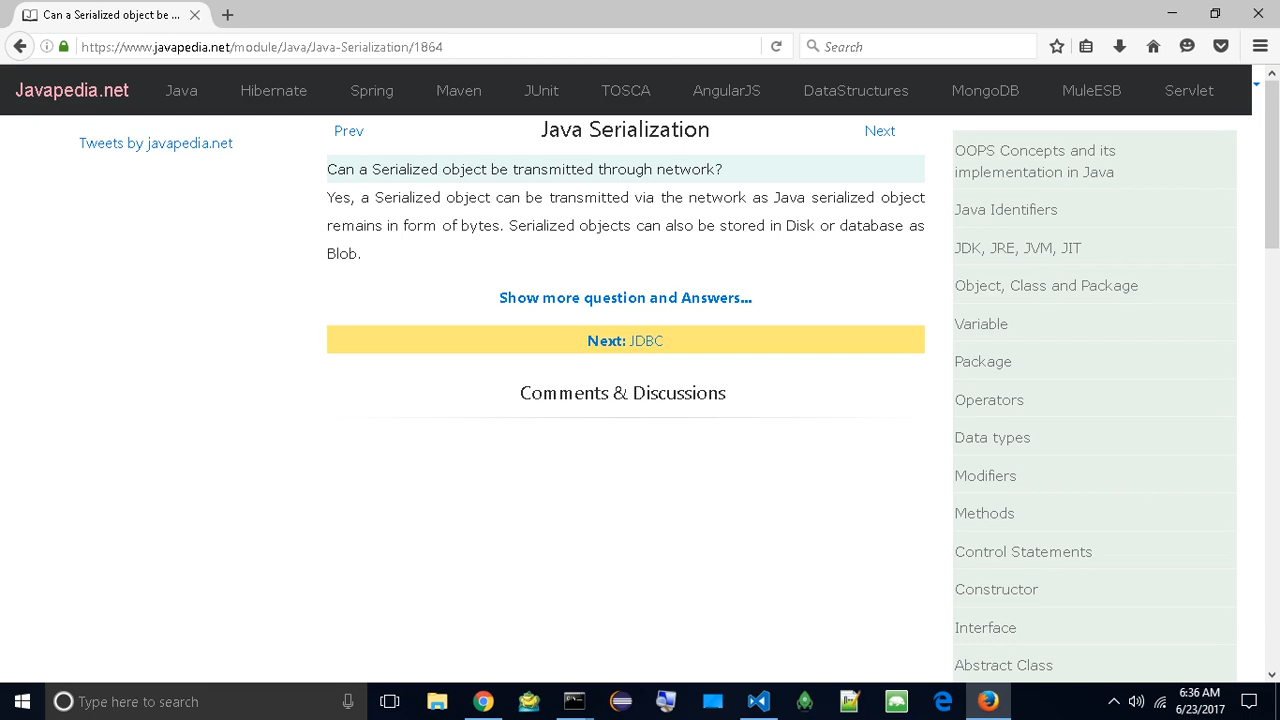 Can a Serialized object be ...
https://www.javapedia.net/module/Java/Java-Serialization/1864
Search
Javapedia.net Java Hibernate Spring Maven JUnit TOSCA AngularJS DataStructures MongoDB MuleESB Servlet
Tweets by javapedia.net
Prev Java Serialization Next
Can a Serialized object be transmitted through network?
Yes, a Serialized object can be transmitted via the network as Java serialized object
remains in form of bytes. Serialized objects can also be stored in Disk or database as
Blob.
Show more question and Answers...
Next: JDBC
Comments & Discussions
OOPS Concepts and its
implementation in Java
Java Identifiers
JDK, JRE, JVM, JIT
Object, Class and Package
Variable
Package
Operators
Data types
Modifiers
Methods
Control Statements
Constructor
Interface
Abstract Class
Type here to search
6:36 AM
6/23/2017